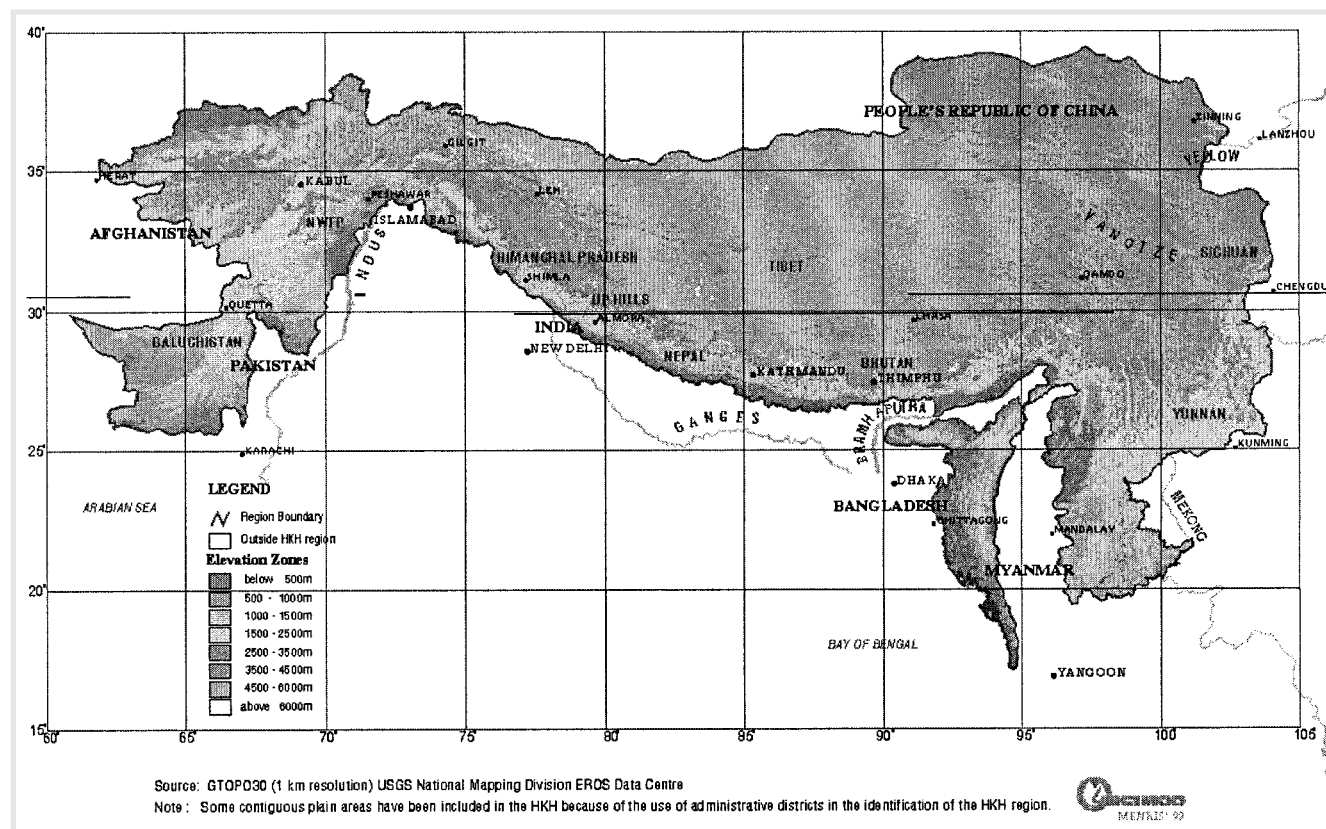 40°
PEOPLE'S REPUBLIC OF CHINA
XINNING
LANZHOU
GILGIT
YELLOW
35°
HERAT
KABUL
PESHAWAR
LEH
ISLAMABAD
NWFP
AFGHANISTAN
INDUS
HIMANCHAL PRADESH
SHIMLA
TIBET
YANGTZE
SICHUAN
QAMDO
CHENGDU
UP HILLS
30°
QUETTA
ALMORA
LHASA
INDIA
BALUCHISTAN
NEW DELHI
NEPAL
BHUTAN
PAKISTAN
KATHMANDU
THIMPHU
GANGES
BRAMHAPUTRA
YUNNAN
25°
KARACHI
KUNMING
DHAKA
LEGEND
ARABIAN SEA
BANGLADESH
MEKONG
Region Boundary
CHITTAGONG
MANDALAY
Outside HKH region
Elevation Zones
below 500m
MYANMAR
20°
500 - 1000m
1000 - 1500m
1500 - 2500m
BAY OF BENGAL
2500 - 3500m
3500 - 4500m
YANGOON
4500 - 6000m
above 6000m
15°
60° 65 70° 75° 80° 85° 90° 95° 100° 105
Source: GTOPO30 (1 km resolution) USGS National Mapping Division EROS Data Centre
Note : Some contiguous plain areas have been included in the HKH because of the use of administrative districts in the identification of the HKH region.
MENRIS' 99